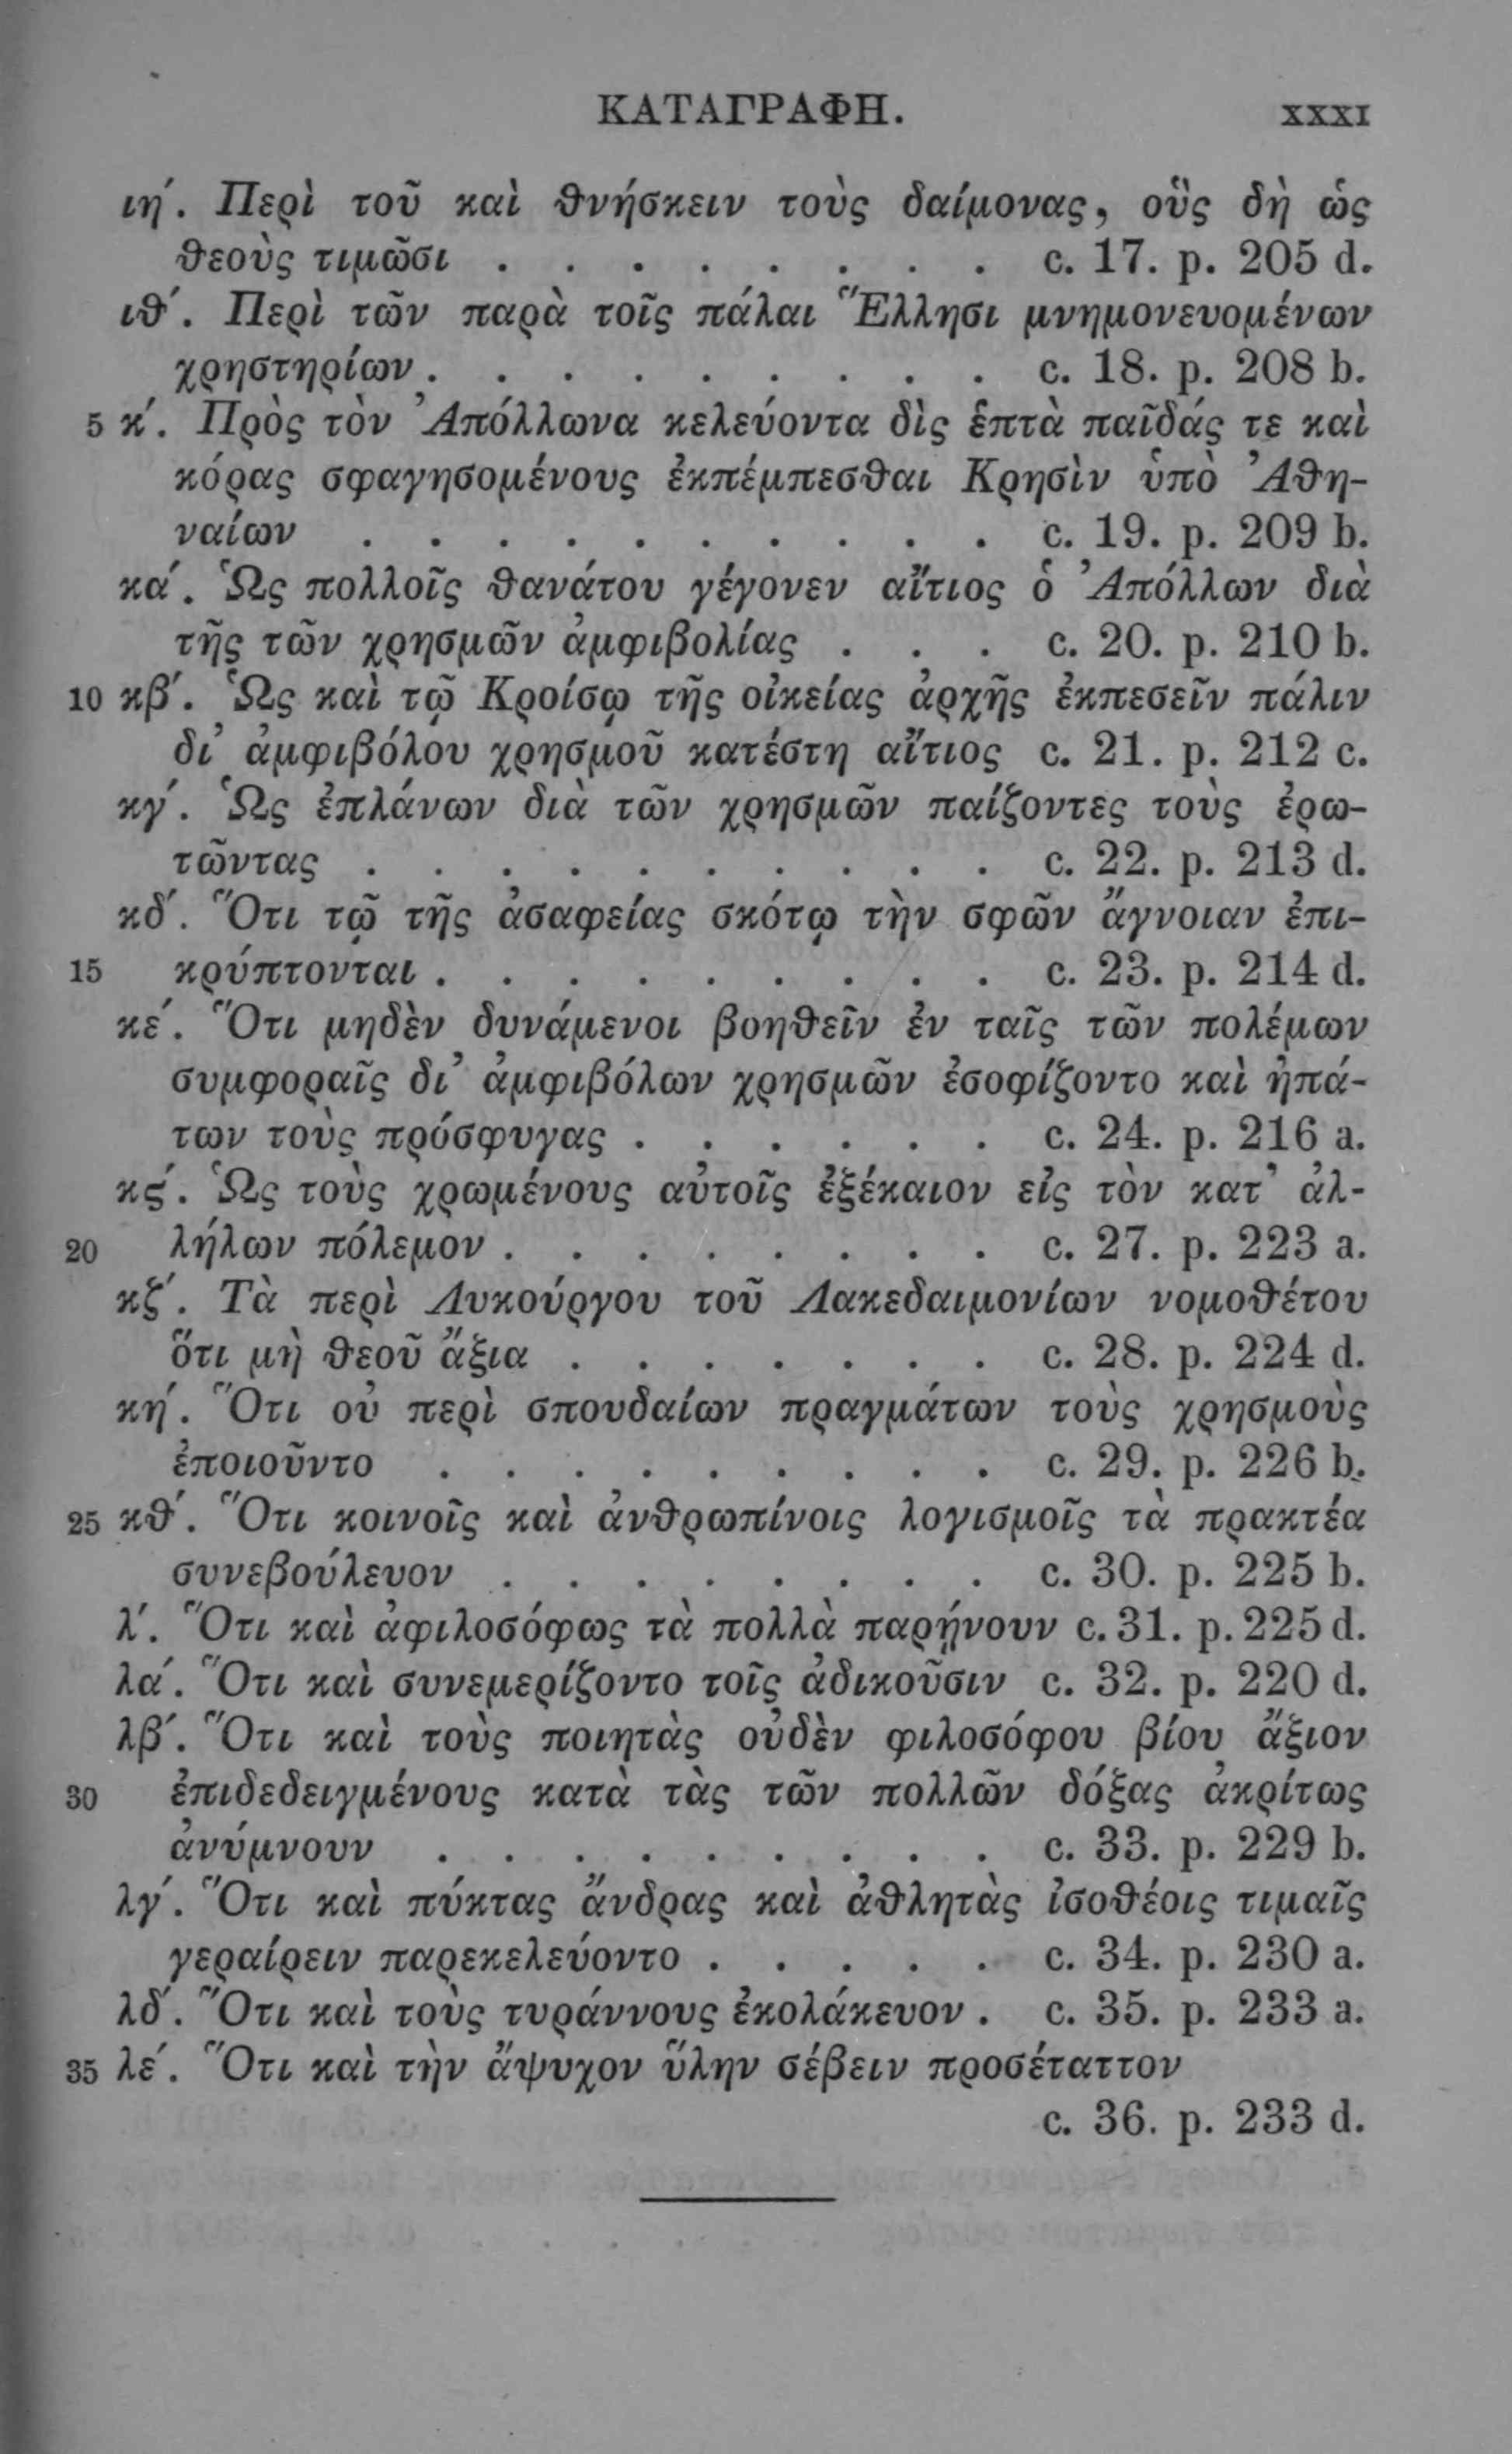 ΚΑΤΑΓΡΑΦΗ. XXXI
ιη΄. Περὶ τοῦ καὶ θνήσκειν τοὺς δαίμονας, οὓς δὴ ὡς
θεοὺς τιμῶσι . . . . . . . . c. 17. p. 205 d.
ιθ΄. Περὶ τῶν παρὰ τοῖς πάλαι Ἕλλησι μνημονευομένων
χρηστηρίων . . . . . . . . . c. 18. p. 208 b.
5 κ΄. Πρὸς τὸν Ἀπόλλωνα κελεύοντα δὶς ἑπτὰ παῖδάς τε καὶ
κόρας σφαγησομένους ἐκπέμπεσθαι Κρησὶν ὑπὸ Ἀθη-
ναίων . . . . . . . . . . c. 19. p. 209 b.
κα΄. Ὡς πολλοῖς θανάτου γέγονεν αἴτιος ὁ Ἀπόλλων διὰ
τῆς τῶν χρησμῶν ἀμφιβολίας . . . c. 20. p. 210 b.
10 κβ΄. Ὡς καὶ τῷ Κροίσῳ τῆς οἰκείας ἀρχῆς ἐκπεσεῖν πάλιν
δι᾽ ἀμφιβόλου χρησμοῦ κατέστη αἴτιος c. 21. p. 212 c.
κγ΄. Ὡς ἐπλάνων διὰ τῶν χρησμῶν παίζοντες τοὺς ἐρω-
τῶντας . . . . . . . . . . c. 22. p. 213 d.
κδ΄. Ὅτι τῷ τῆς ἀσαφείας σκότῳ τὴν σφῶν ἄγνοιαν ἐπι-
15 κρύπτονται . . . . . . . . . c. 23. p. 214 d.
κε΄. Ὅτι μηδὲν δυνάμενοι βοηθεῖν ἐν ταῖς τῶν πολέμων
συμφοραῖς δι᾽ ἀμφιβόλων χρησμῶν ἐσοφίζοντο καὶ ἠπά-
των τοὺς πρόσφυγας . . . . . . c. 24. p. 216 a.
κϛ΄. Ὡς τοὺς χρωμένους αὐτοῖς ἐξέκαιον εἰς τὸν κατ᾽ ἀλ-
20 λήλων πόλεμον . . . . . . . . c. 27. p. 223 a.
κζ΄. Τὰ περὶ Λυκούργου τοῦ Λακεδαιμονίων νομοθέτου
ὅτι μὴ θεοῦ ἄξια . . . . . . . c. 28. p. 224 d.
κη΄. Ὅτι οὐ περὶ σπουδαίων πραγμάτων τοὺς χρησμοὺς
ἐποιοῦντο . . . . . . . . . c. 29. p. 226 b.
25 κθ΄. Ὅτι κοινοῖς καὶ ἀνθρωπίνοις λογισμοῖς τὰ πρακτέα
συνεβούλευον . . . . . . . . c. 30. p. 225 b.
λ΄. Ὅτι καὶ ἀφιλοσόφως τὰ πολλὰ παρῄνουν c. 31. p. 225 d.
λα΄. Ὅτι καὶ συνεμερίζοντο τοῖς ἀδικοῦσιν c. 32. p. 220 d.
λβ΄. Ὅτι καὶ τοὺς ποιητὰς οὐδὲν φιλοσόφου βίου ἄξιον
30 ἐπιδεδειγμένους κατὰ τὰς τῶν πολλῶν δόξας ἀκρίτως
ἀνύμνουν . . . . . . . . . c. 33. p. 229 b.
λγ΄. Ὅτι καὶ πύκτας ἄνδρας καὶ ἀθλητὰς ἰσοθέοις τιμαῖς
γεραίρειν παρεκελεύοντο . . . . . c. 34. p. 230 a.
λδ΄. Ὅτι καὶ τοὺς τυράννους ἐκολάκευον . c. 35. p. 233 a.
35 λε΄. Ὅτι καὶ τὴν ἄψυχον ὕλην σέβειν προσέταττον
c. 36. p. 233 d.